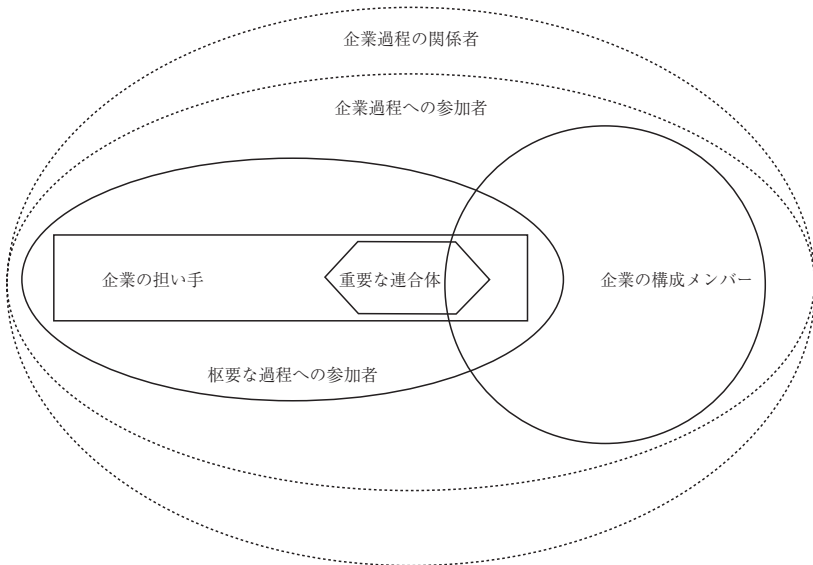 企業過程の関係者
企業過程への参加者
企業の担い手
重要な連合体
企業の構成メンバー
枢要な過程への参加者